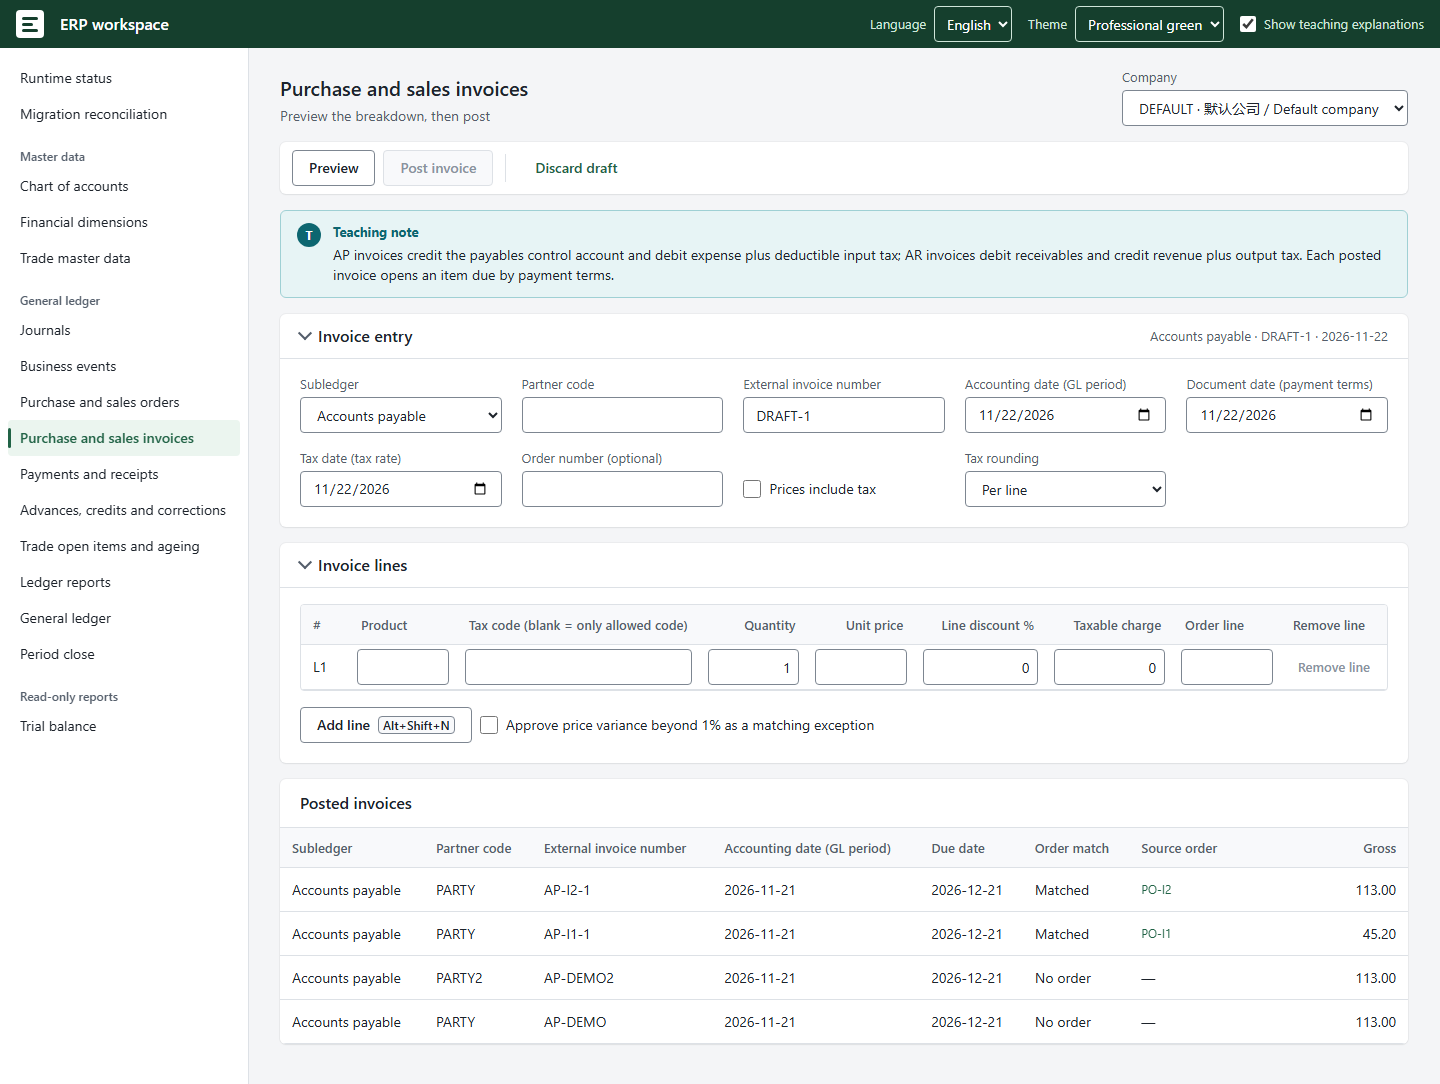 ERP workspace
Language English Theme Professional green Show teaching explanations
Runtime status
Migration reconciliation
Master data
Chart of accounts
Financial dimensions
Trade master data
General ledger
Journals
Business events
Purchase and sales orders
Purchase and sales invoices
Payments and receipts
Advances, credits and corrections
Trade open items and ageing
Ledger reports
General ledger
Period close
Read-only reports
Trial balance
Purchase and sales invoices
Preview the breakdown, then post
Company
DEFAULT · 默认公司 / Default company
Preview Post invoice Discard draft
T Teaching note
AP invoices credit the payables control account and debit expense plus deductible input tax; AR invoices debit receivables and credit revenue plus output tax. Each posted
invoice opens an item due by payment terms.
Invoice entry Accounts payable · DRAFT-1 · 2026-11-22
Subledger Partner code External invoice number Accounting date (GL period) Document date (payment terms)
Accounts payable DRAFT-1 11/22/2026 11/22/2026
Tax date (tax rate) Order number (optional) Tax rounding
11/22/2026 Prices include tax Per line
Invoice lines
# Product Tax code (blank = only allowed code) Quantity Unit price Line discount % Taxable charge Order line Remove line
L1 1 0 0 Remove line
Add line Alt+Shift+N Approve price variance beyond 1% as a matching exception
Posted invoices
Subledger Partner code External invoice number Accounting date (GL period) Due date Order match Source order Gross
Accounts payable PARTY AP-I2-1 2026-11-21 2026-12-21 Matched PO-I2 113.00
Accounts payable PARTY AP-I1-1 2026-11-21 2026-12-21 Matched PO-I1 45.20
Accounts payable PARTY2 AP-DEMO2 2026-11-21 2026-12-21 No order — 113.00
Accounts payable PARTY AP-DEMO 2026-11-21 2026-12-21 No order — 113.00